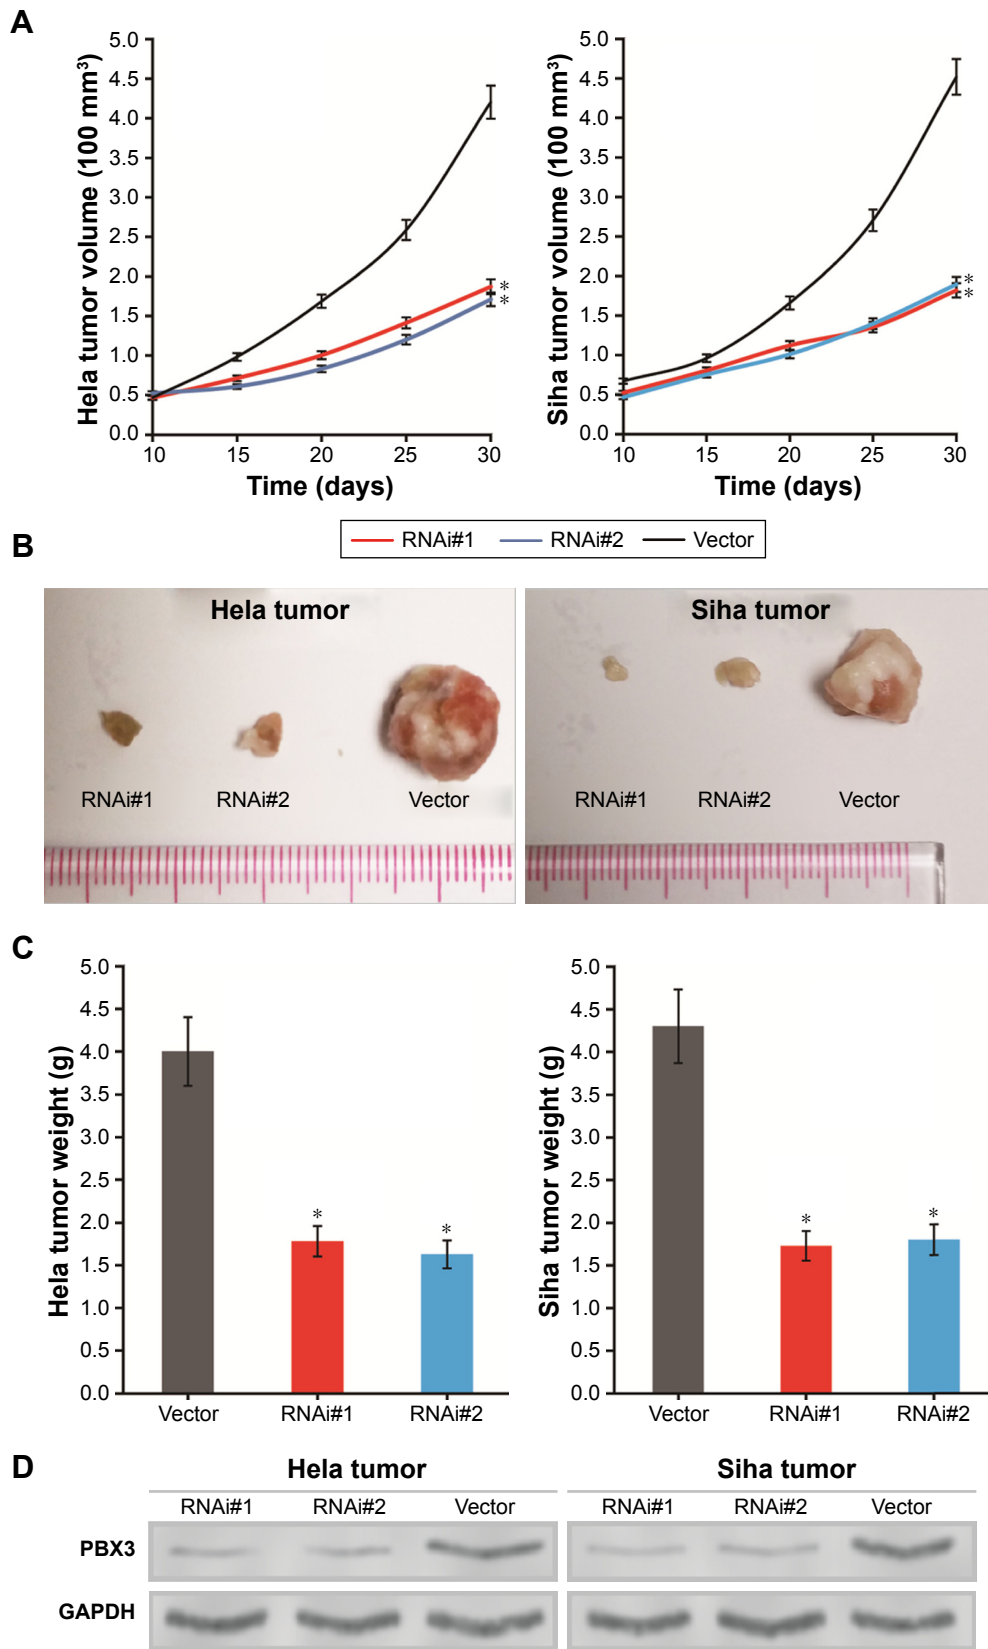 A
Hela tumor volume (100 mm³)
5.0
4.5
4.0
3.5
3.0
2.5
2.0
1.5
1.0
0.5
0.0
10 15 20 25 30
Time (days)
*
*
Siha tumor volume (100 mm³)
5.0
4.5
4.0
3.5
3.0
2.5
2.0
1.5
1.0
0.5
0.0
10 15 20 25 30
Time (days)
*
*
RNAi#1 RNAi#2 Vector
B
Hela tumor
RNAi#1 RNAi#2 Vector
Siha tumor
RNAi#1 RNAi#2 Vector
C
Hela tumor weight (g)
5.0
4.5
4.0
3.5
3.0
2.5
2.0
1.5
1.0
0.5
0.0
* *
Vector RNAi#1 RNAi#2
Siha tumor weight (g)
5.0
4.5
4.0
3.5
3.0
2.5
2.0
1.5
1.0
0.5
0.0
* *
Vector RNAi#1 RNAi#2
D
Hela tumor Siha tumor
RNAi#1 RNAi#2 Vector RNAi#1 RNAi#2 Vector
PBX3
GAPDH